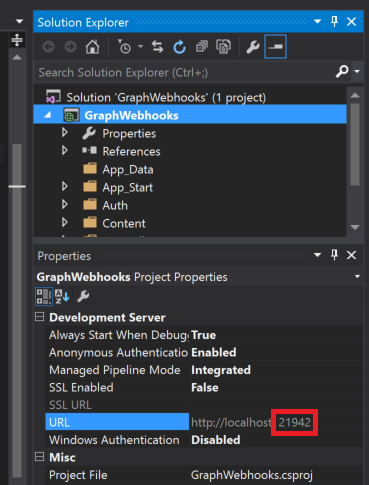 Solution Explorer
Search Solution Explorer (Ctrl+;)
Solution 'GraphWebhooks' (1 project)
GraphWebhooks
Properties
References
App_Data
App_Start
Auth
Content
Properties
GraphWebhooks Project Properties
Development Server
Always Start When Debug True
Anonymous Authenticatio Enabled
Managed Pipeline Mode Integrated
SSL Enabled False
SSL URL
URL http://localhost 21942
Windows Authentication Disabled
Misc
Project File GraphWebhooks.csproj